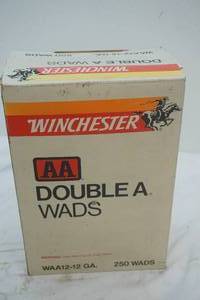 WINCHESTER
DOUBLE A WADS
WINCHESTER
AA
DOUBLE A
WADS
WAA12-12 GA. 250 WADS